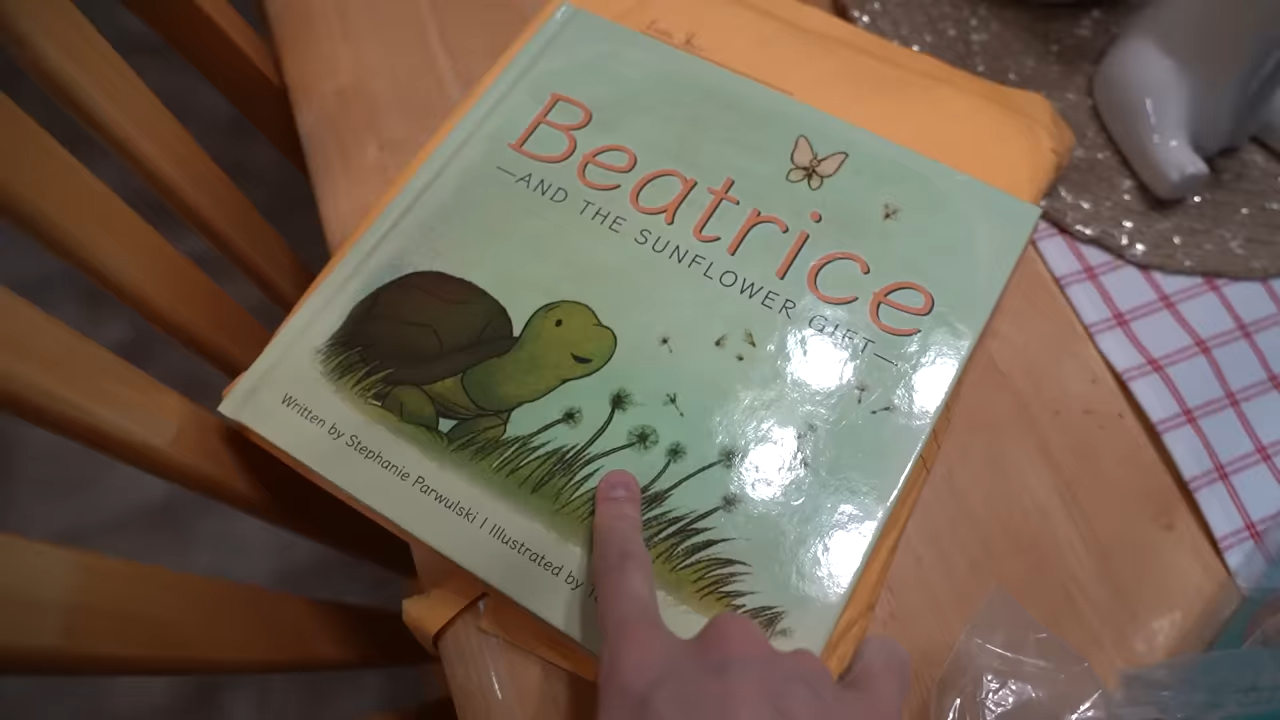 Beatrice
—AND THE SUNFLOWER GIFT—
Written by Stephanie Parwulski | Illustrated by